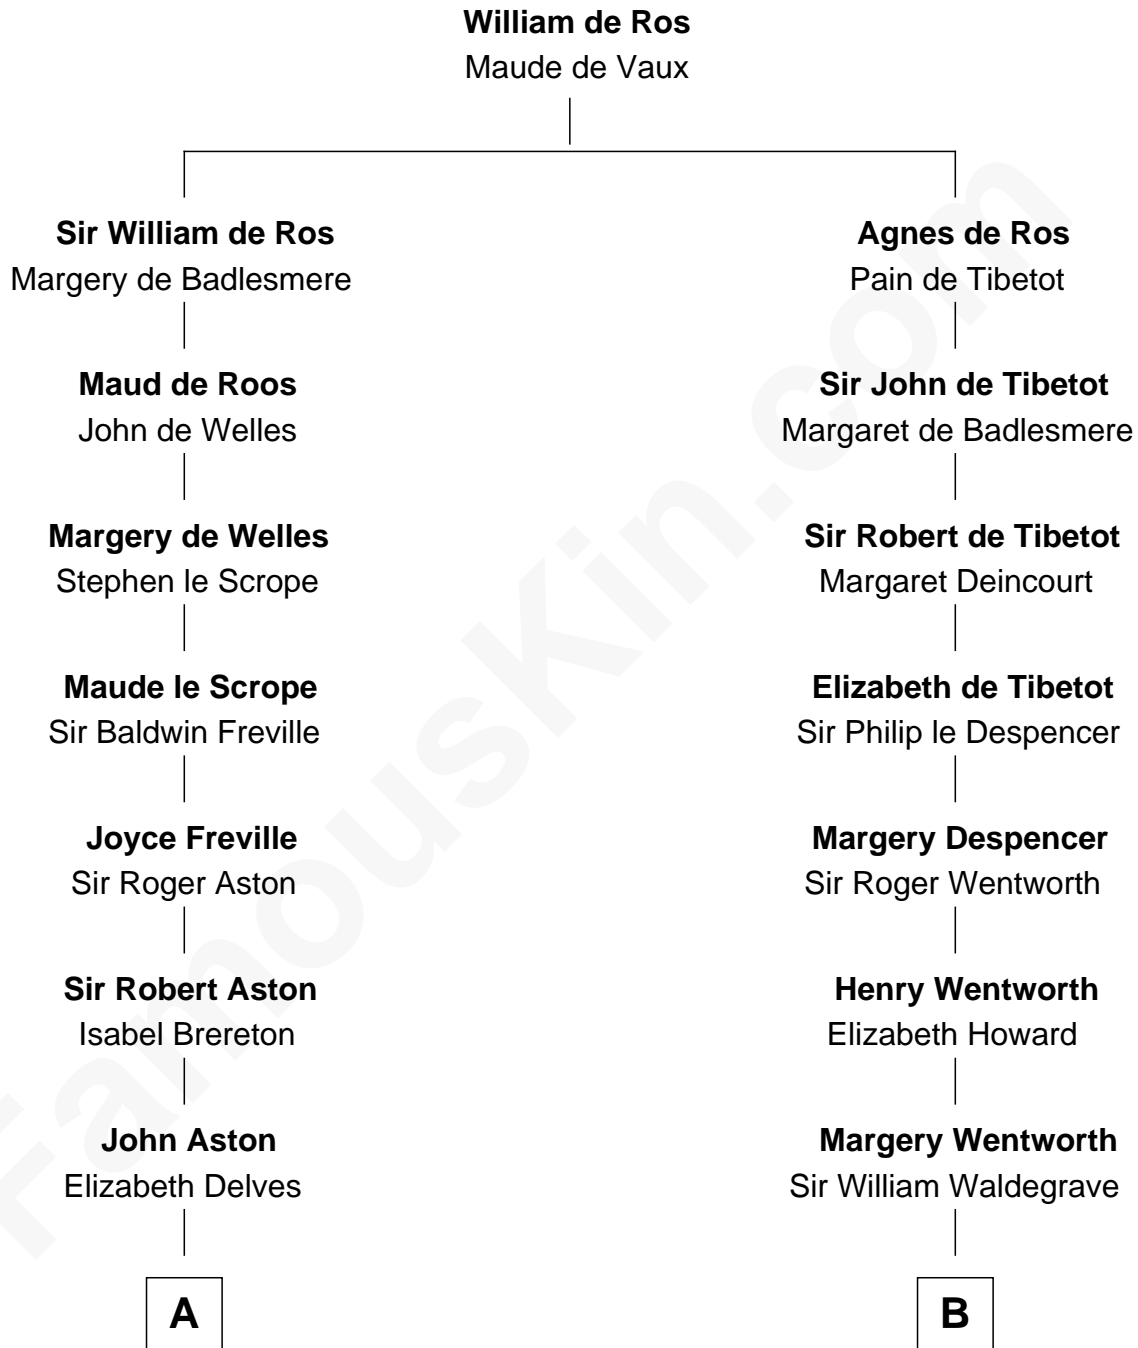 William de Ros
Maude de Vaux
Sir William de Ros
Margery de Badlesmere
Maud de Roos
John de Welles
Margery de Welles
Stephen le Scrope
Maude le Scrope
Sir Baldwin Freville
Joyce Freville
Sir Roger Aston
Sir Robert Aston
Isabel Brereton
John Aston
Elizabeth Delves
A
Agnes de Ros
Pain de Tibetot
Sir John de Tibetot
Margaret de Badlesmere
Sir Robert de Tibetot
Margaret Deincourt
Elizabeth de Tibetot
Sir Philip le Despencer
Margery Despencer
Sir Roger Wentworth
Henry Wentworth
Elizabeth Howard
Margery Wentworth
Sir William Waldegrave
B
FamousKin.com